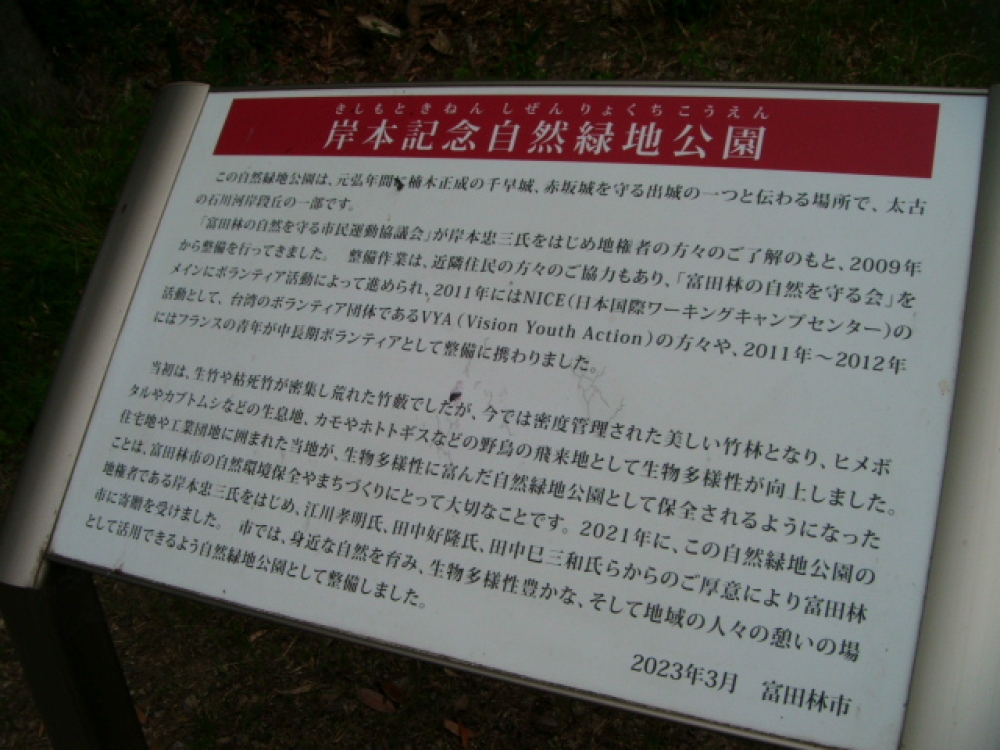 きしもときねんしぜんりょくちこうえん
岸本記念自然緑地公園
この自然緑地公園は、元弘年間に楠木正成の千早城、赤坂城を守る出城の一つと伝わる場所で、太古
の石川河岸段丘の一部です。
「富田林の自然を守る市民運動協議会」が岸本忠三氏をはじめ地権者の方々のご了解のもと、2009年
から整備を行ってきました。 整備作業は、近隣住民の方々のご協力もあり、「富田林の自然を守る会」を
メインにボランティア活動によって進められ、2011年にはNICE(日本国際ワーキングキャンプセンター)の
活動として、台湾のボランティア団体であるVYA(Vision Youth Action)の方々や、2011年～2012年
にはフランスの青年が中長期ボランティアとして整備に携わりました。
当初は、生竹や枯死竹が密集し荒れた竹藪でしたが、今では密度管理された美しい竹林となり、ヒメボ
タルやカブトムシなどの生息地、カモやホトトギスなどの野鳥の飛来地として生物多様性が向上しました。
住宅地や工業団地に囲まれた当地が、生物多様性に富んだ自然緑地公園として保全されるようになった
ことは、富田林市の自然環境保全やまちづくりにとって大切なことです。2021年に、この自然緑地公園の
地権者である岸本忠三氏をはじめ、江川孝明氏、田中好隆氏、田中巳三和氏らからのご厚意により富田林
市に寄贈を受けました。 市では、身近な自然を育み、生物多様性豊かな、そして地域の人々の憩いの場
として活用できるよう自然緑地公園として整備しました。
2023年3月 富田林市